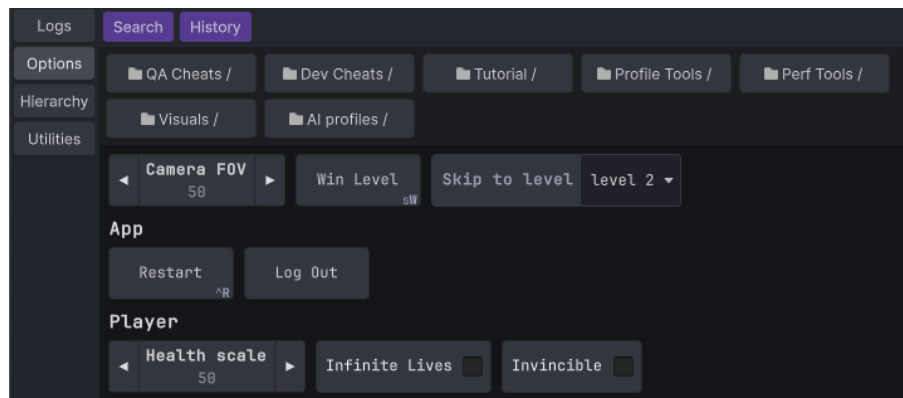 Logs
Search History
Options
QA Cheats / Dev Cheats / Tutorial / Profile Tools / Perf Tools /
Hierarchy
Visuals / AI profiles /
Utilities
◄ Camera FOV ►
50
Win Level
sW
Skip to level level 2
App
Restart
^R
Log Out
Player
◄ Health scale ►
50
Infinite Lives
Invincible